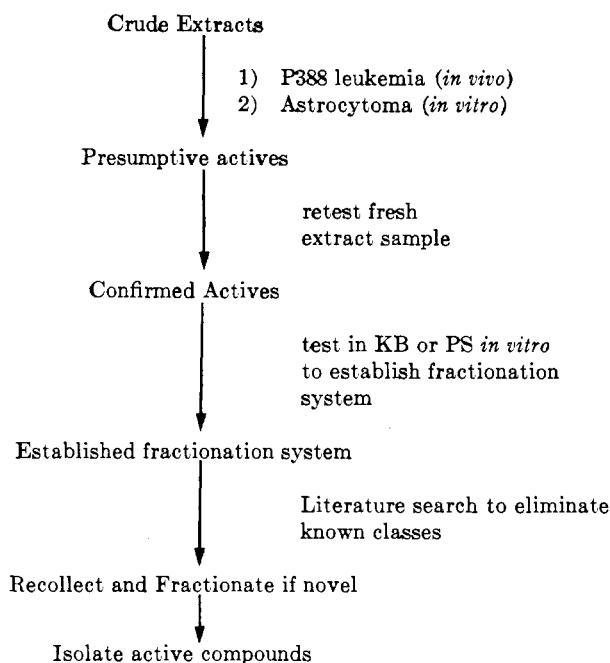 Crude Extracts
1) P388 leukemia (in vivo)
2) Astrocytoma (in vitro)
Presumptive actives
retest fresh
extract sample
Confirmed Actives
test in KB or PS in vitro
to establish fractionation
system
Established fractionation system
Literature search to eliminate
known classes
Recollect and Fractionate if novel
Isolate active compounds